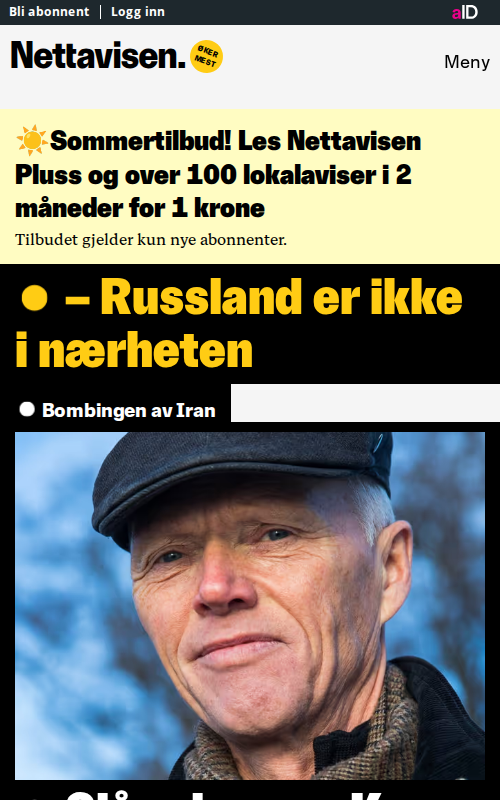 Bli abonnent | Logg inn
aID
Nettavisen.
ØKER
MEST
Meny
☀️Sommertilbud! Les Nettavisen
Pluss og over 100 lokalaviser i 2
måneder for 1 krone
Tilbudet gjelder kun nye abonnenter.
– Russland er ikke
i nærheten
Bombingen av Iran